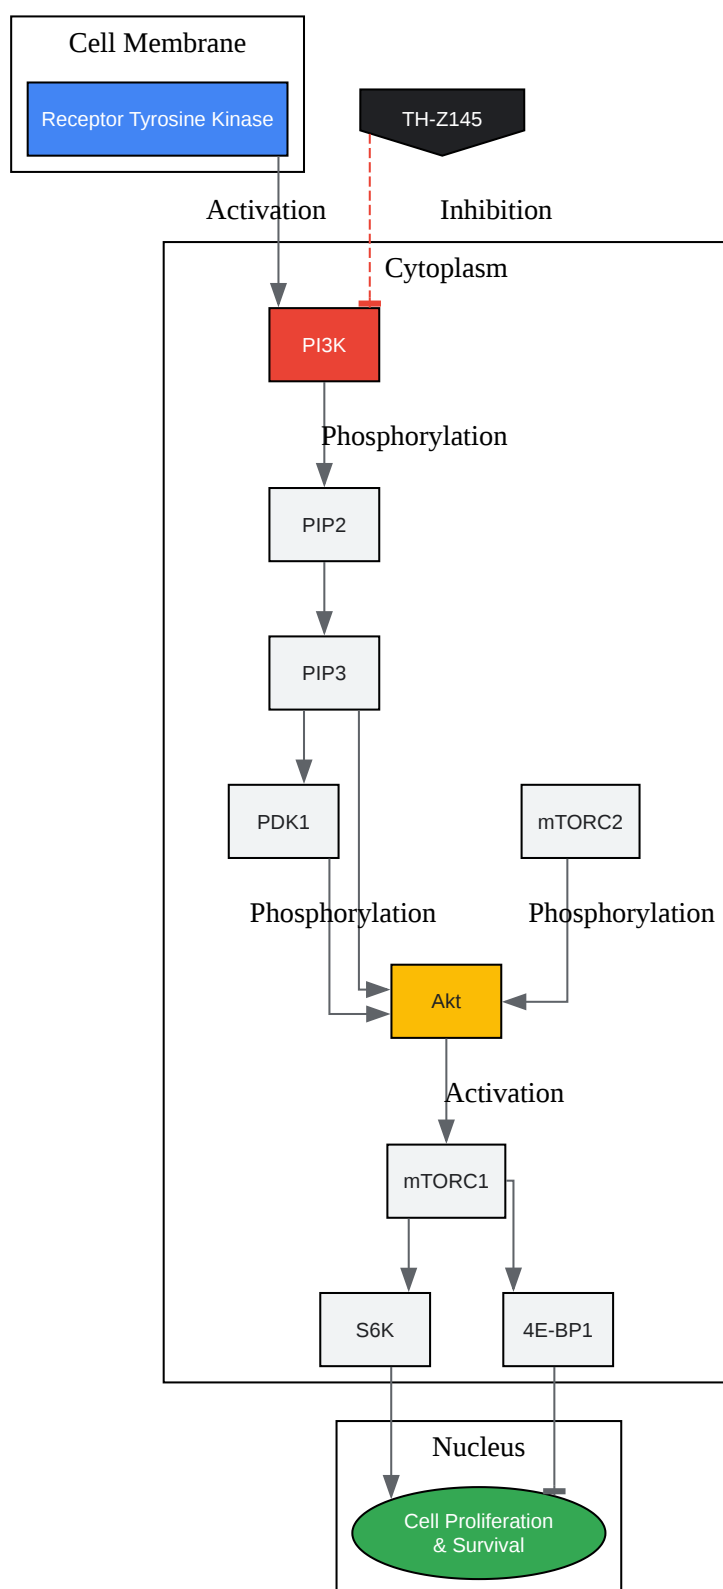 Cell Membrane
Receptor Tyrosine Kinase
TH-Z145
Activation
Inhibition
Cytoplasm
PI3K
Phosphorylation
PIP2
PIP3
PDK1
mTORC2
Phosphorylation
Phosphorylation
Akt
Activation
mTORC1
S6K
4E-BP1
Nucleus
Cell Proliferation
& Survival